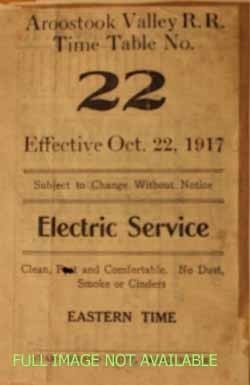 Aroostook Valley R. R.
Time Table No.
22
Effective Oct. 22, 1917
Subject to Change Without Notice
Electric Service
Clean, and Comfortable. No Dust,
Smoke or Cinders
EASTERN TIME
FULL IMAGE NOT AVAILABLE